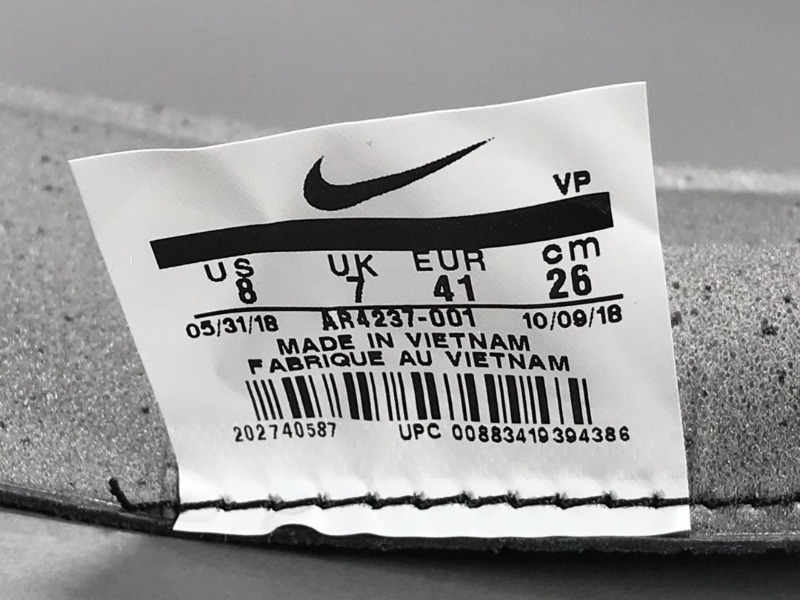 VP
US UK EUR cm
8 7 41 26
05/31/18 AR4237-001 10/09/18
MADE IN VIETNAM
FABRIQUE AU VIETNAM
202740587 UPC 00883419394386